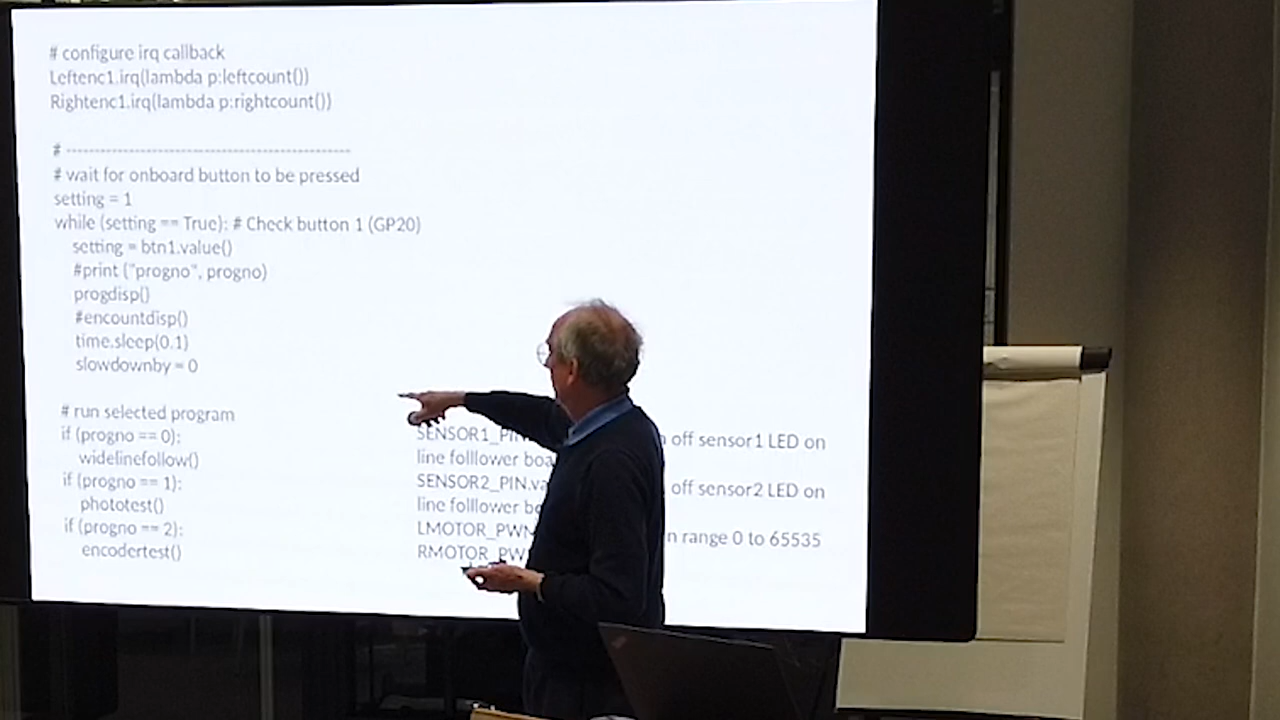 # configure irq callback
Leftenc1.irq(lambda p:leftcount())
Rightenc1.irq(lambda p:rightcount())
# -------------------------------------------------
# wait for onboard button to be pressed
setting = 1
while (setting == True): # Check button 1 (GP20)
setting = btn1.value()
#print ("progno", progno)
progdisp()
#encountdisp()
time.sleep(0.1)
slowdownby = 0
# run selected program
if (progno == 0):
widelinefollow()
if (progno == 1):
phototest()
if (progno == 2):
encodertest()
off sensor1 LED on
line folllower
off sensor2 LED on
line folllower
range 0 to 65535